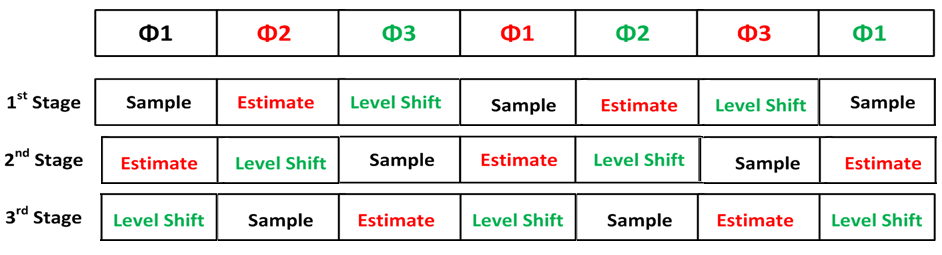 Φ1 Φ2 Φ3 Φ1 Φ2 Φ3 Φ1
1st Stage Sample Estimate Level Shift Sample Estimate Level Shift Sample
2nd Stage Estimate Level Shift Sample Estimate Level Shift Sample Estimate
3rd Stage Level Shift Sample Estimate Level Shift Sample Estimate Level Shift